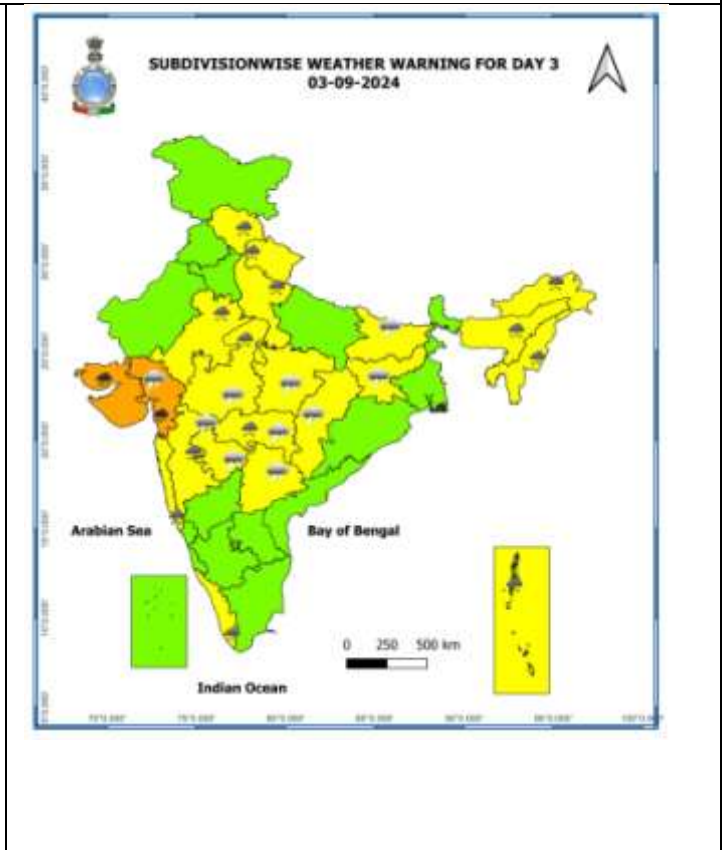 SUBDIVISIONWISE WEATHER WARNING FOR DAY 3
03-09-2024
Arabian Sea
Bay of Bengal
0 250 500 km
Indian Ocean